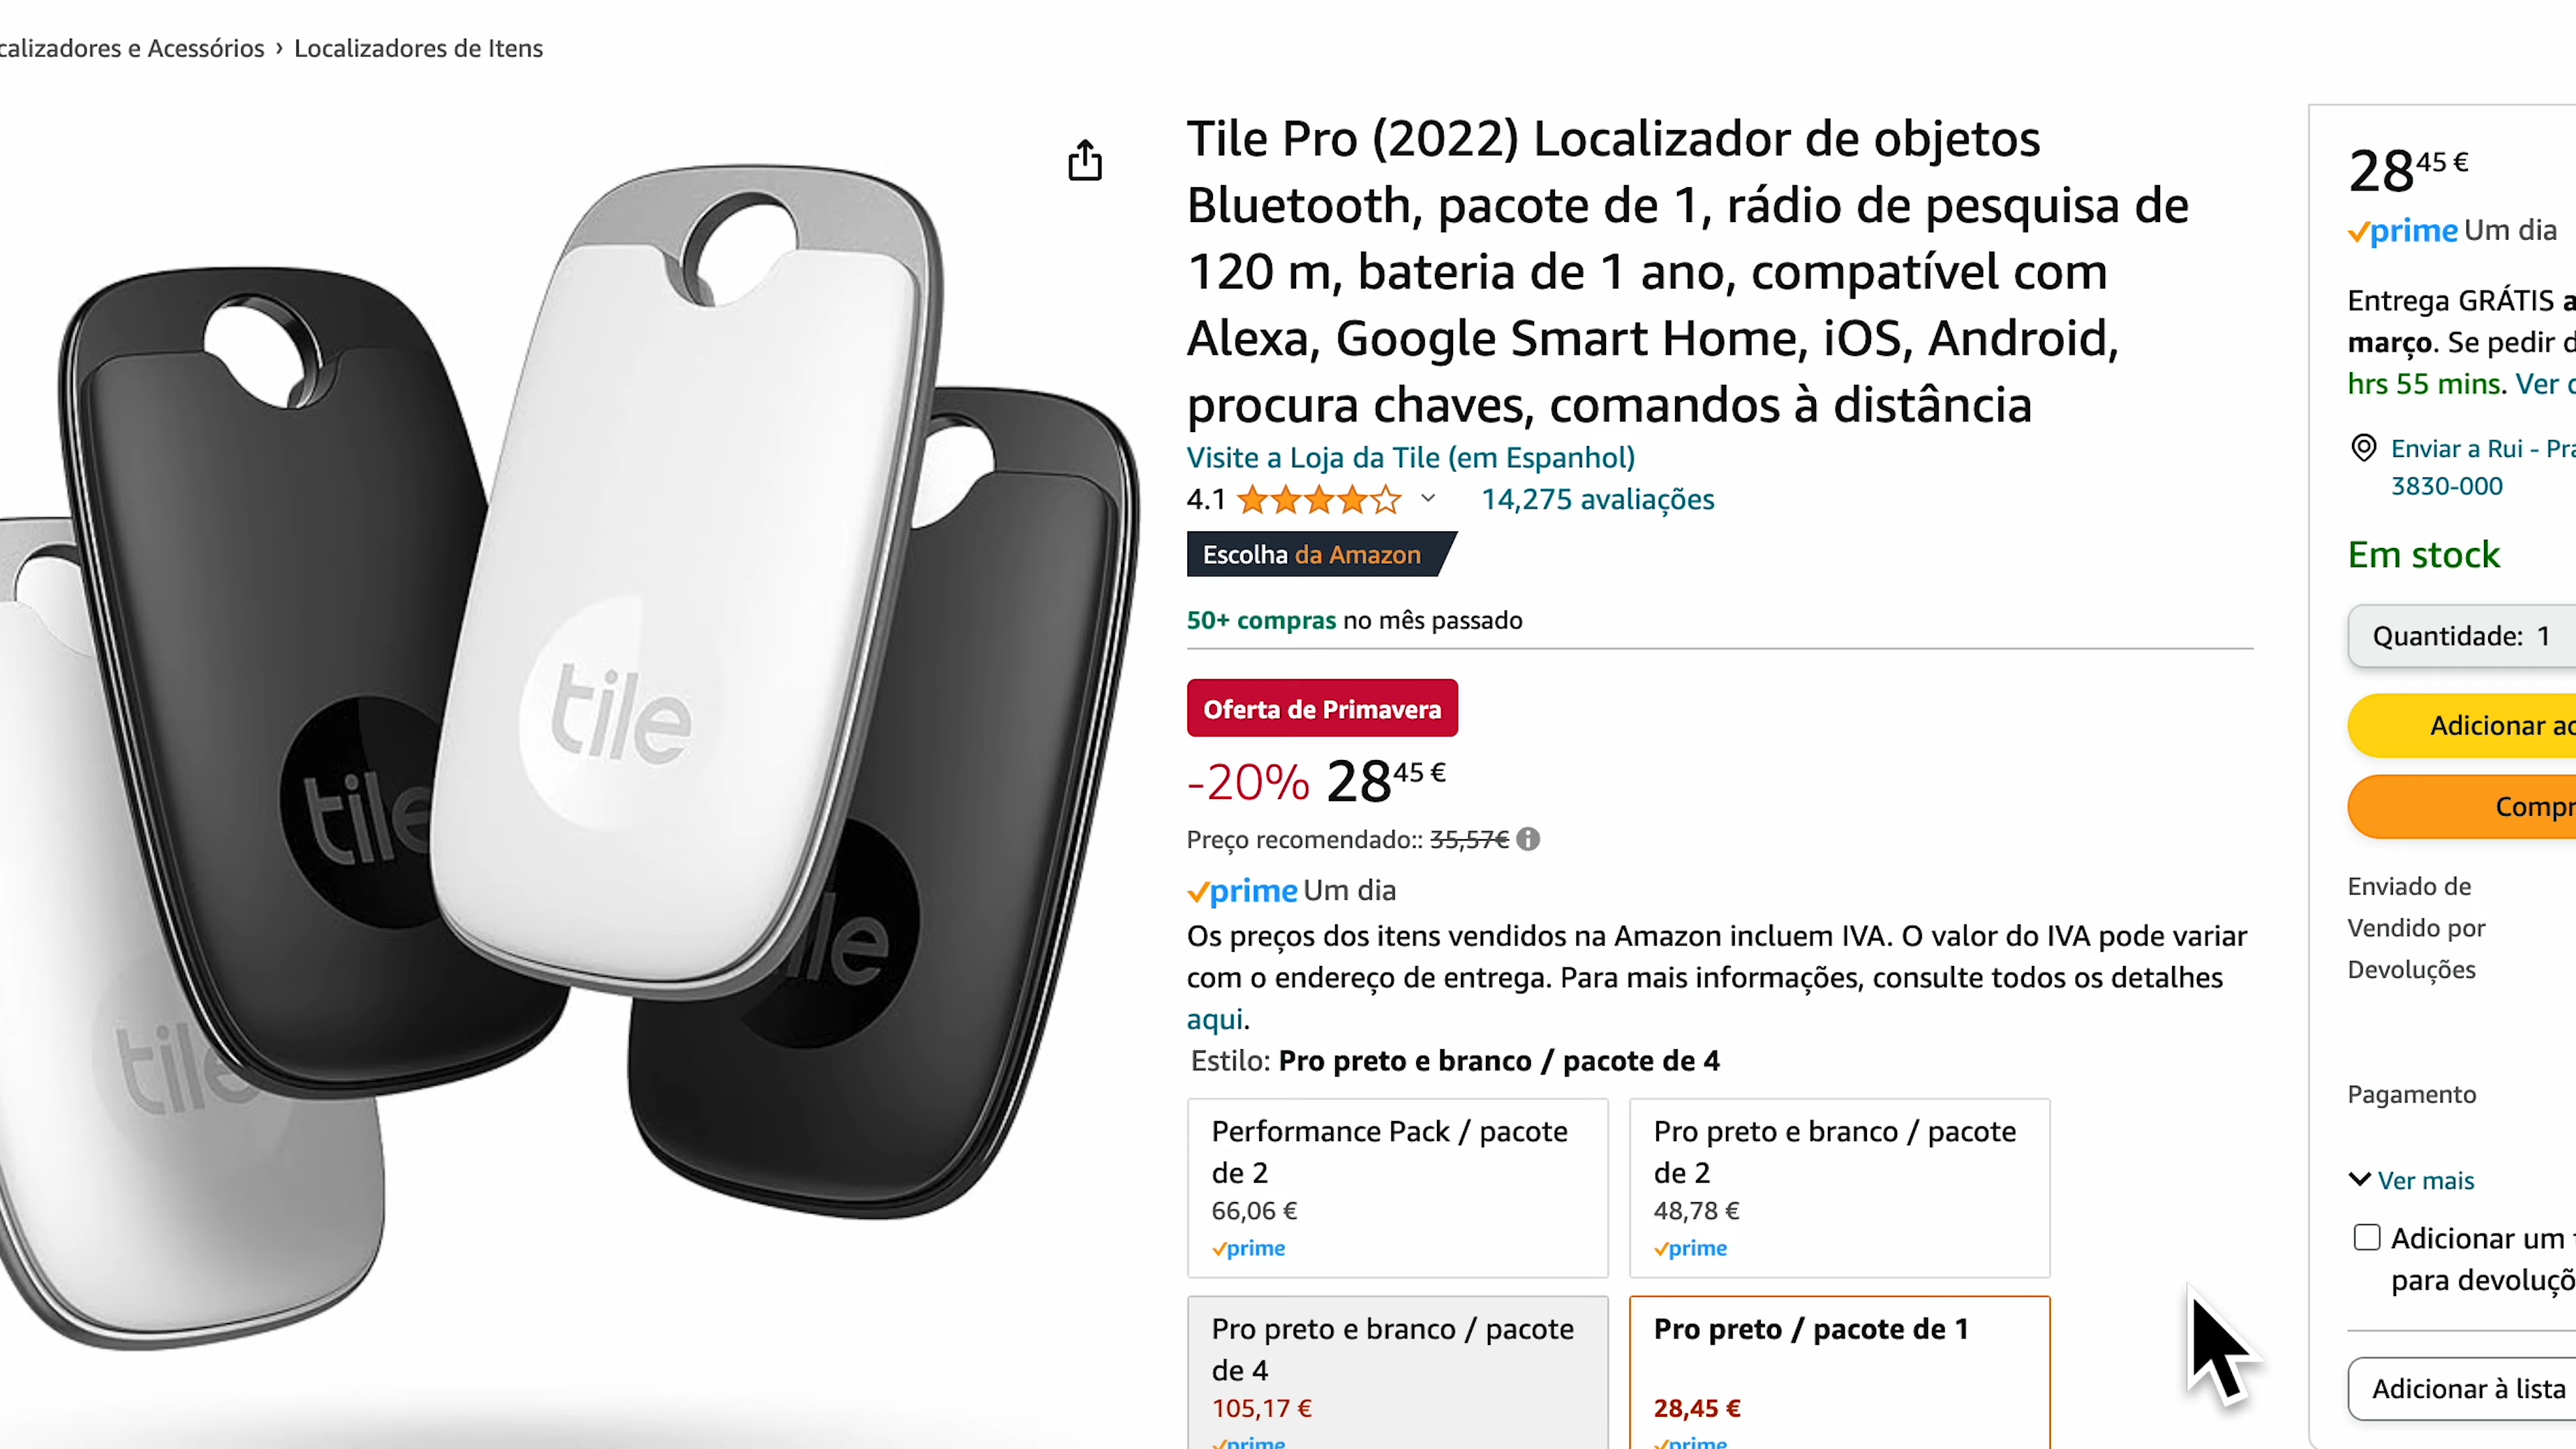 calizadores e Acessórios › Localizadores de Itens
Tile Pro (2022) Localizador de objetos
Bluetooth, pacote de 1, rádio de pesquisa de
120 m, bateria de 1 ano, compatível com
Alexa, Google Smart Home, iOS, Android,
procura chaves, comandos à distância
Visite a Loja da Tile (em Espanhol)
4.1 14,275 avaliações
Escolha da Amazon
50+ compras no mês passado
Oferta de Primavera
-20% 28 45 €
Preço recomendado:: 35,57€
prime Um dia
Os preços dos itens vendidos na Amazon incluem IVA. O valor do IVA pode variar
com o endereço de entrega. Para mais informações, consulte todos os detalhes
aqui.
Estilo: Pro preto e branco / pacote de 4
Performance Pack / pacote
de 2
66,06 €
prime
Pro preto e branco / pacote
de 2
48,78 €
prime
Pro preto e branco / pacote
de 4
105,17 €
prime
Pro preto / pacote de 1
28,45 €
prime
28 45 €
prime Um dia
Entrega GRÁTIS a
março. Se pedir d
hrs 55 mins. Ver
Enviar a Rui - Pra
3830-000
Em stock
Quantidade: 1
Adicionar ao
Compr
Enviado de
Vendido por
Devoluções
Pagamento
Ver mais
Adicionar um
para devoluçõ
Adicionar à lista
tile
tile
tile
tile